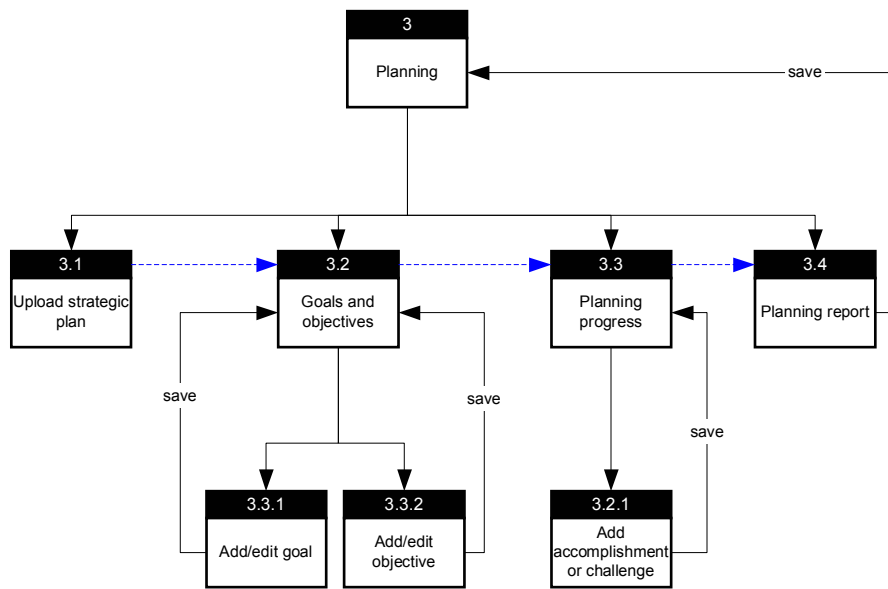 3
Planning
save
3.1
Upload strategic
plan
3.2
Goals and
objectives
3.3
Planning
progress
3.4
Planning report
save
save
save
3.3.1
Add/edit goal
3.3.2
Add/edit
objective
3.2.1
Add
accomplishment
or challenge